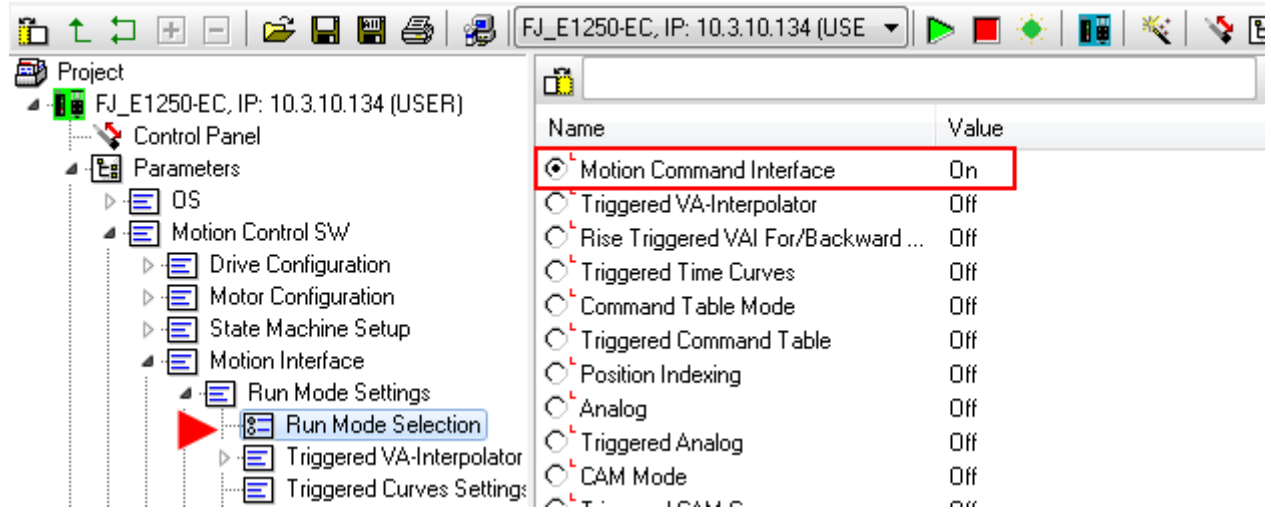 FJ_E1250-EC, IP: 10.3.10.134 (USE
Project
FJ_E1250-EC, IP: 10.3.10.134 (USER)
Control Panel
Parameters
OS
Motion Control SW
Drive Configuration
Motor Configuration
State Machine Setup
Motion Interface
Run Mode Settings
Run Mode Selection
Triggered VA-Interpolator
Triggered Curves Settings
Name Value
Motion Command Interface On
Triggered VA-Interpolator Off
Rise Triggered VAI For/Backward ... Off
Triggered Time Curves Off
Command Table Mode Off
Triggered Command Table Off
Position Indexing Off
Analog Off
Triggered Analog Off
CAM Mode Off